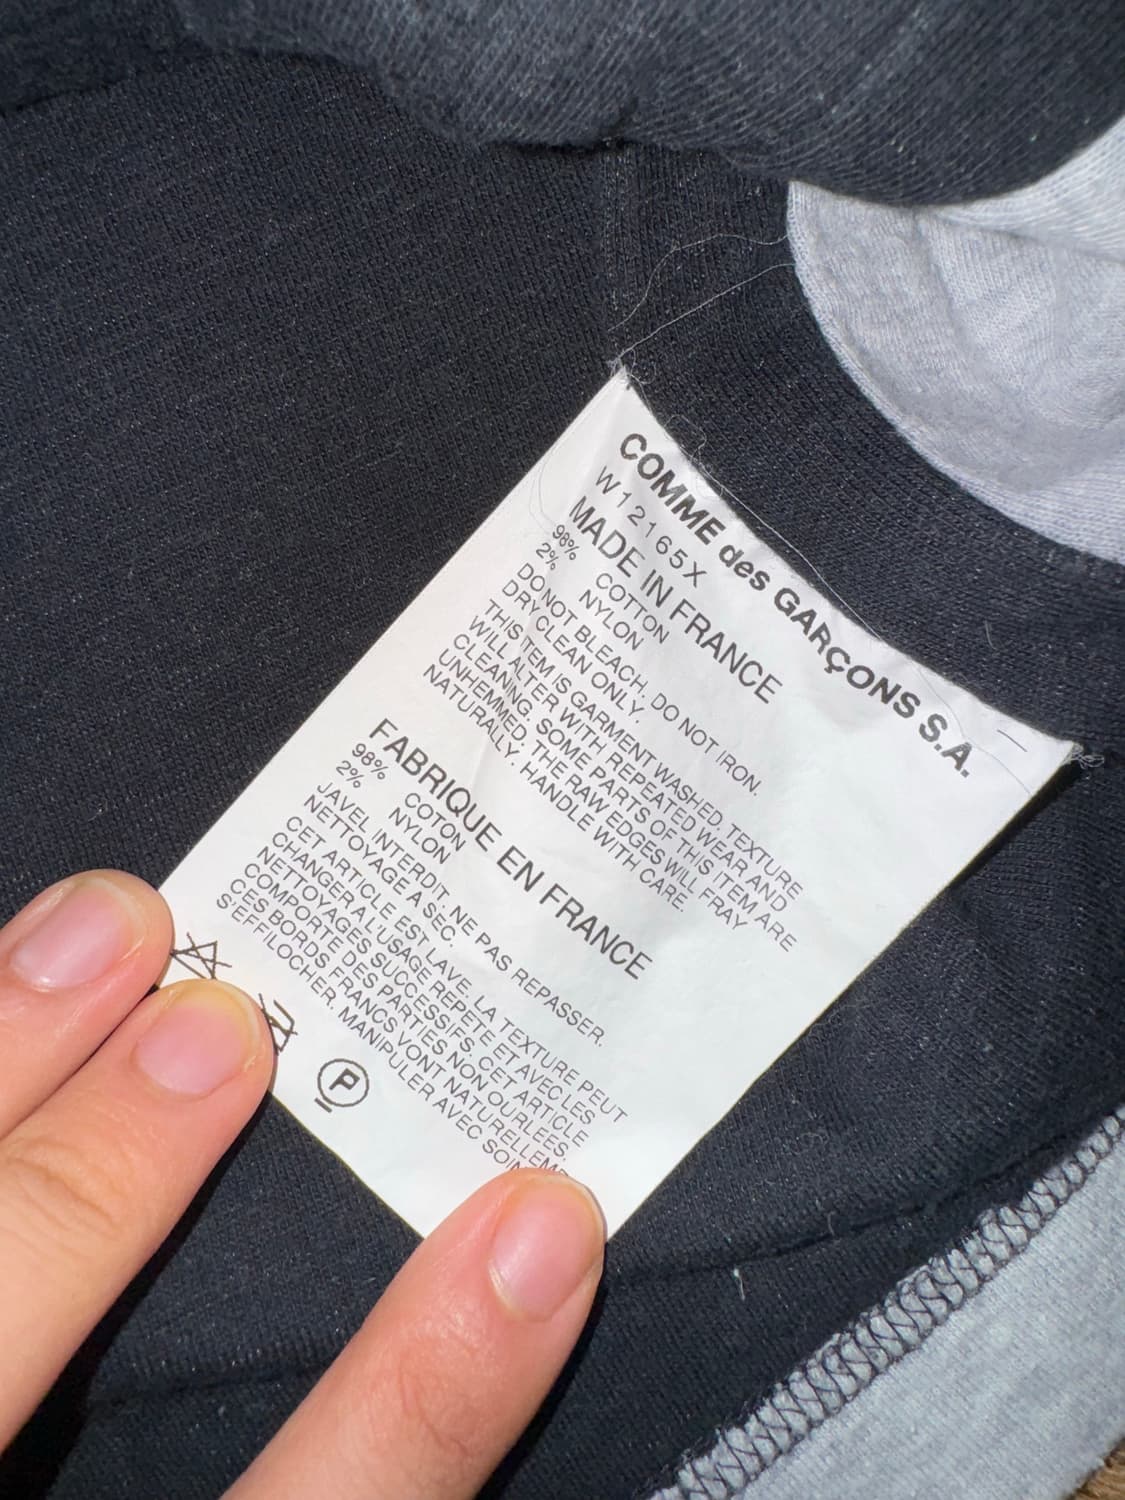 COMME des GARÇONS S.A.
W12165X
MADE IN FRANCE
98% COTTON
2% NYLON
DO NOT BLEACH. DO NOT IRON.
DRYCLEAN ONLY.
THIS ITEM IS GARMENT WASHED, TEXTURE
WILL ALTER WITH REPEATED WEAR AND
CLEANING. SOME PARTS OF THIS ITEM ARE
UNHEMMED, THE RAW EDGES WILL FRAY
NATURALLY. HANDLE WITH CARE.
FABRIQUE EN FRANCE
98% COTON
2% NYLON
JAVEL INTERDIT. NE PAS REPASSER.
NETTOYAGE A SEC.
CET ARTICLE EST LAVE. LA TEXTURE PEUT
CHANGER A L'USAGE REPETE ET AVEC LES
NETTOYAGES SUCCESSIFS. CET ARTICLE
COMPORTE DES PARTIES NON OURLEES,
CES BORDS FRANCS VONT NATURELLEME
S'EFFILOCHER. MANIPULER AVEC SOIN
P